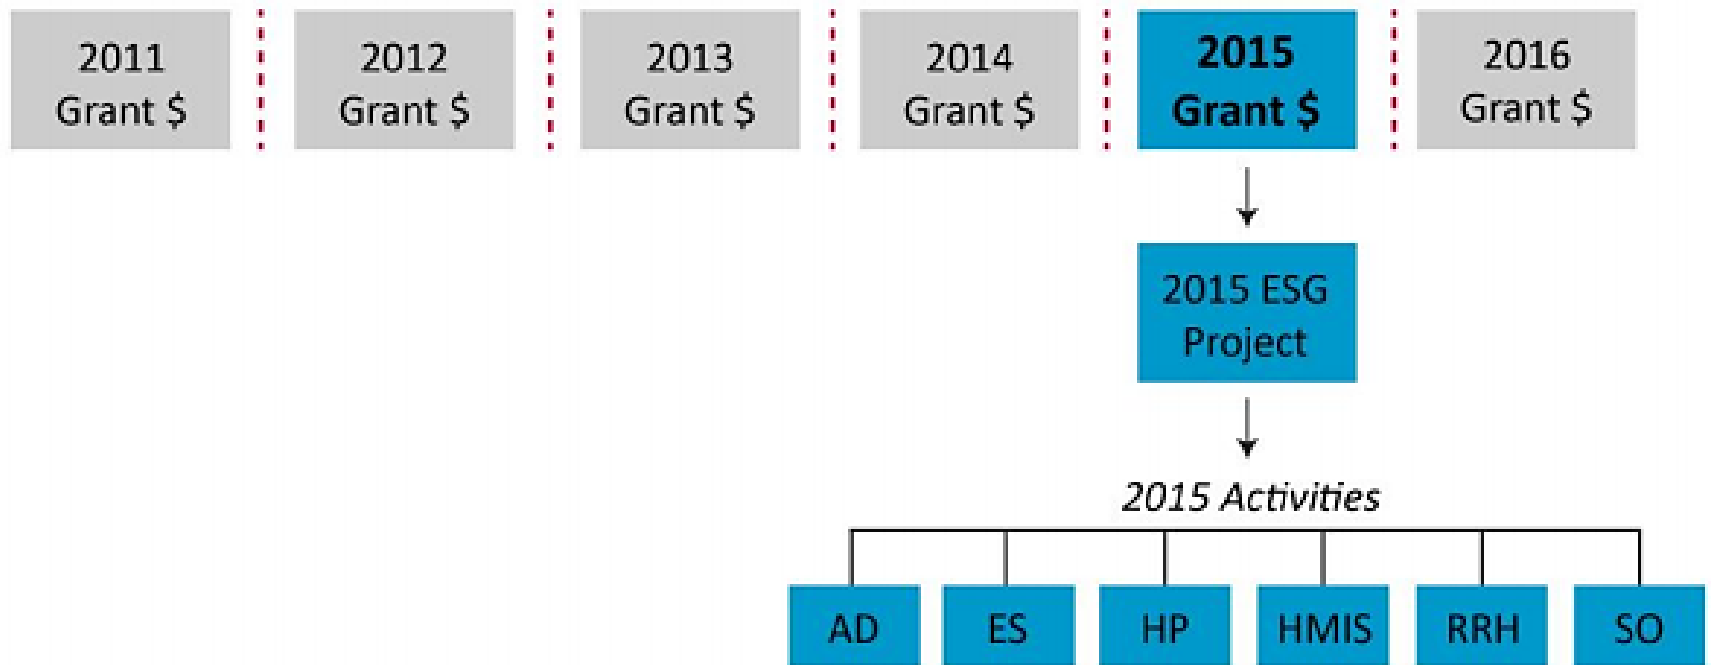 2011
Grant $
2012
Grant $
2013
Grant $
2014
Grant $
2015
Grant $
2016
Grant $
2015 ESG
Project
2015 Activities
AD
ES
HP
HMIS
RRH
SO